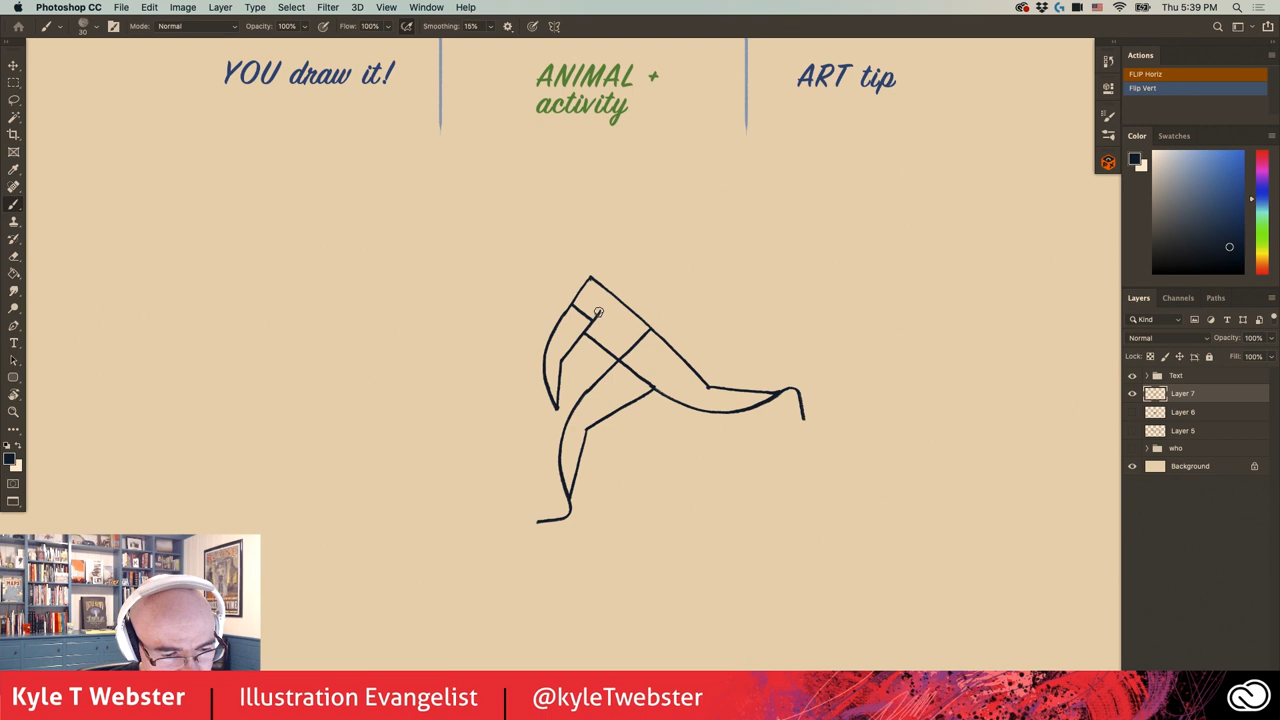 Photoshop CC File Edit Image Layer Type Select Filter 3D View Window Help Thu 5:39 PM
30 Mode: Normal Opacity: 100% Flow: 100% Smoothing: 15%
YOU draw it!
ANIMAL +
activity
ART tip
Actions
FLIP Horiz
Flip Vert
Color Swatches
Layers Channels Paths
Kind
Normal Opacity: 100%
Lock: Fill: 100%
Text
Layer 7
Layer 6
Layer 5
who
Background
Kyle T Webster | Illustration Evangelist | @kyleTwebster